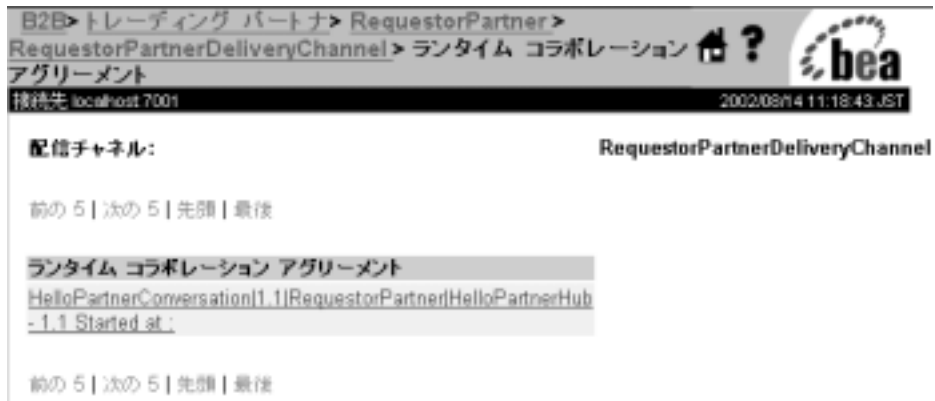 B2B> トレーディング パートナ> RequestorPartner>
RequestorPartnerDeliveryChannel> ランタイム コラボレーション
アグリーメント
?
bea
接続先 localhost:7001
2002/08/14 11:18:43 JST
配信チャネル:
RequestorPartnerDeliveryChannel
前の 5 | 次の 5 | 先頭 | 最後
ランタイム コラボレーション アグリーメント
HelloPartnerConversation|1.1|RequestorPartner|HelloPartnerHub
- 1.1 Started at :
前の 5 | 次の 5 | 先頭 | 最後